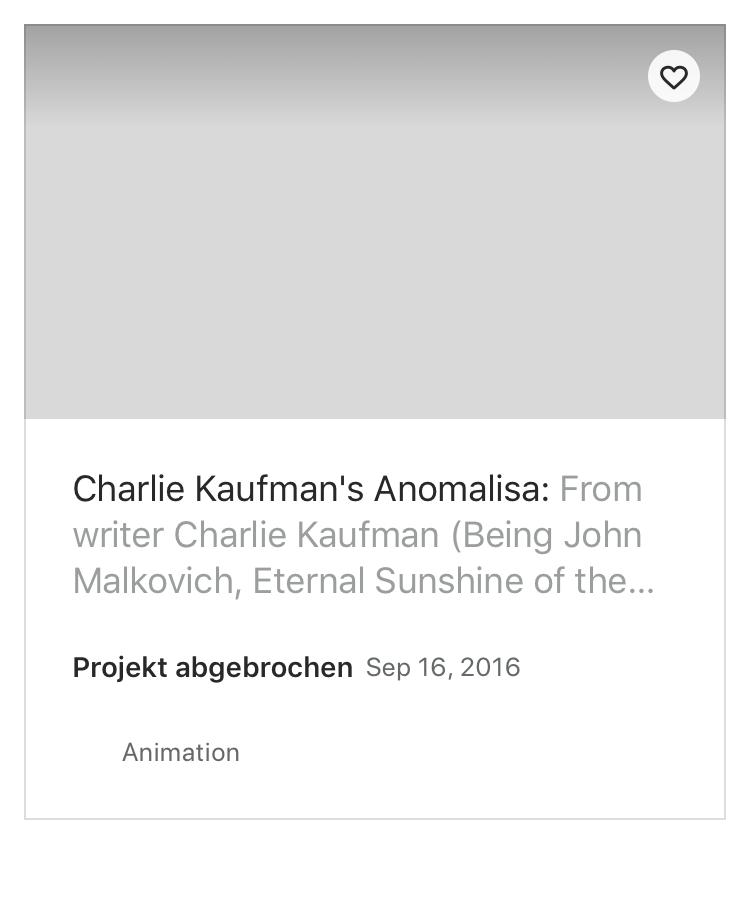 Charlie Kaufman's Anomalisa: From
writer Charlie Kaufman (Being John
Malkovich, Eternal Sunshine of the...
Projekt abgebrochen Sep 16, 2016
Animation